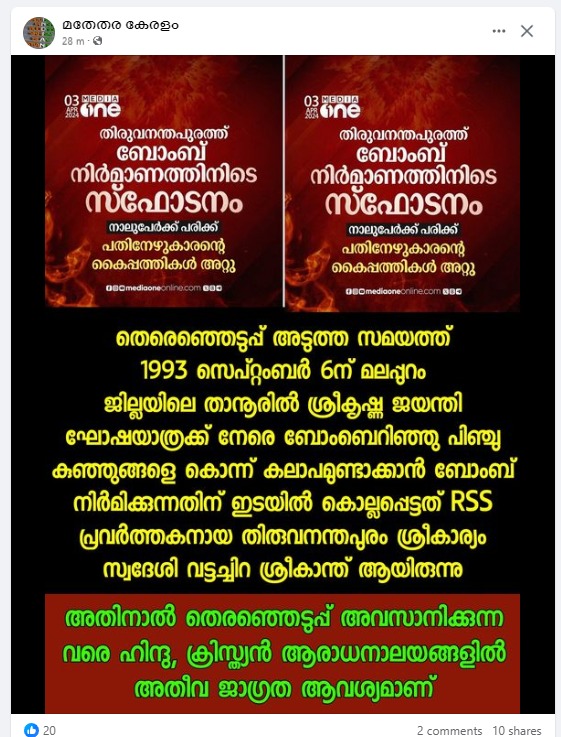 മതേതര കേരളം
28 m
03 APR 2024 MEDIA one
തിരുവനന്തപുരത്ത്
ബോംബ്
നിർമാണത്തിനിടെ
സ്ഫോടനം
നാലുപേർക്ക് പരിക്ക്
പതിനേഴുകാരന്റെ
കൈപ്പത്തികൾ അറ്റു
mediaoneonline.com
03 APR 2024 MEDIA one
തിരുവനന്തപുരത്ത്
ബോംബ്
നിർമാണത്തിനിടെ
സ്ഫോടനം
നാലുപേർക്ക് പരിക്ക്
പതിനേഴുകാരന്റെ
കൈപ്പത്തികൾ അറ്റു
mediaoneonline.com
തെരെഞ്ഞെടുപ്പ് അടുത്ത സമയത്ത്
1993 സെപ്റ്റംബർ 6ന് മലപ്പുറം
ജില്ലയിലെ താനൂരിൽ ശ്രീകൃഷ്ണ ജയന്തി
ഘോഷയാത്രക്ക് നേരെ ബോംബെറിഞ്ഞു പിഞ്ചു
കുഞ്ഞുങ്ങളെ കൊന്ന് കലാപമുണ്ടാക്കാൻ ബോംബ്
നിർമിക്കുന്നതിന് ഇടയിൽ കൊല്ലപ്പെട്ടത് RSS
പ്രവർത്തകനായ തിരുവനന്തപുരം ശ്രീകാര്യം
സ്വദേശി വട്ടച്ചിറ ശ്രീകാന്ത് ആയിരുന്നു
അതിനാൽ തെരഞ്ഞെടുപ്പ് അവസാനിക്കുന്ന
വരെ ഹിന്ദു, ക്രിസ്ത്യൻ ആരാധനാലയങ്ങളിൽ
അതീവ ജാഗ്രത ആവശ്യമാണ്
20
2 comments 10 shares